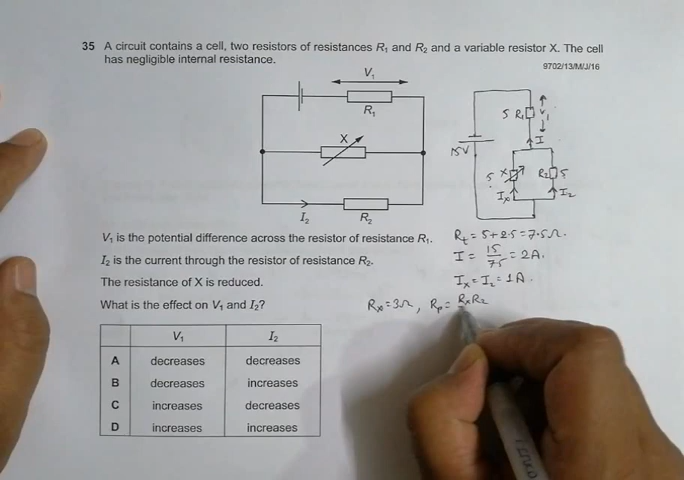 35 A circuit contains a cell, two resistors of resistances R₁ and R₂ and a variable resistor X. The cell
has negligible internal resistance.
9702/13/M/J/16
V₁
R₁
X
I₂
R₂
5 R₁ V₁
I
15V
5 X R₂ 5
Iₓ I₂
V₁ is the potential difference across the resistor of resistance R₁.
Rₜ = 5+2.5 = 7.5Ω.
I₂ is the current through the resistor of resistance R₂.
I = 15/7.5 = 2A.
The resistance of X is reduced.
Iₓ = I₂ = 1A.
What is the effect on V₁ and I₂?
Rₓ = 3Ω, Rₚ = RₓR₂
V₁ I₂
A decreases decreases
B decreases increases
C increases decreases
D increases increases